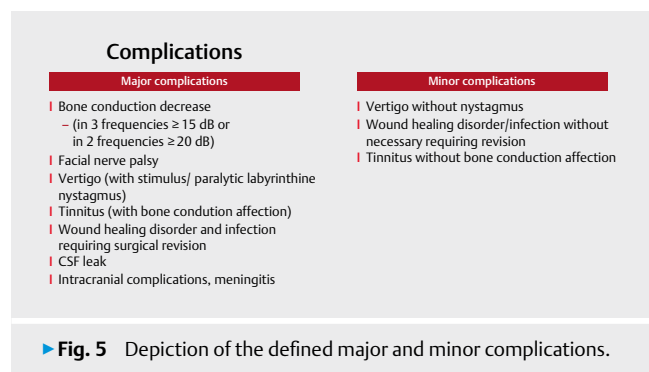 Complications
Major complications
Bone conduction decrease
– (in 3 frequencies ≥ 15 dB or
in 2 frequencies ≥ 20 dB)
Facial nerve palsy
Vertigo (with stimulus/ paralytic labyrinthine
nystagmus)
Tinnitus (with bone condution affection)
Wound healing disorder and infection
requiring surgical revision
CSF leak
Intracranial complications, meningitis
Minor complications
Vertigo without nystagmus
Wound healing disorder/infection without
necessary requiring revision
Tinnitus without bone conduction affection
▶Fig. 5 Depiction of the defined major and minor complications.